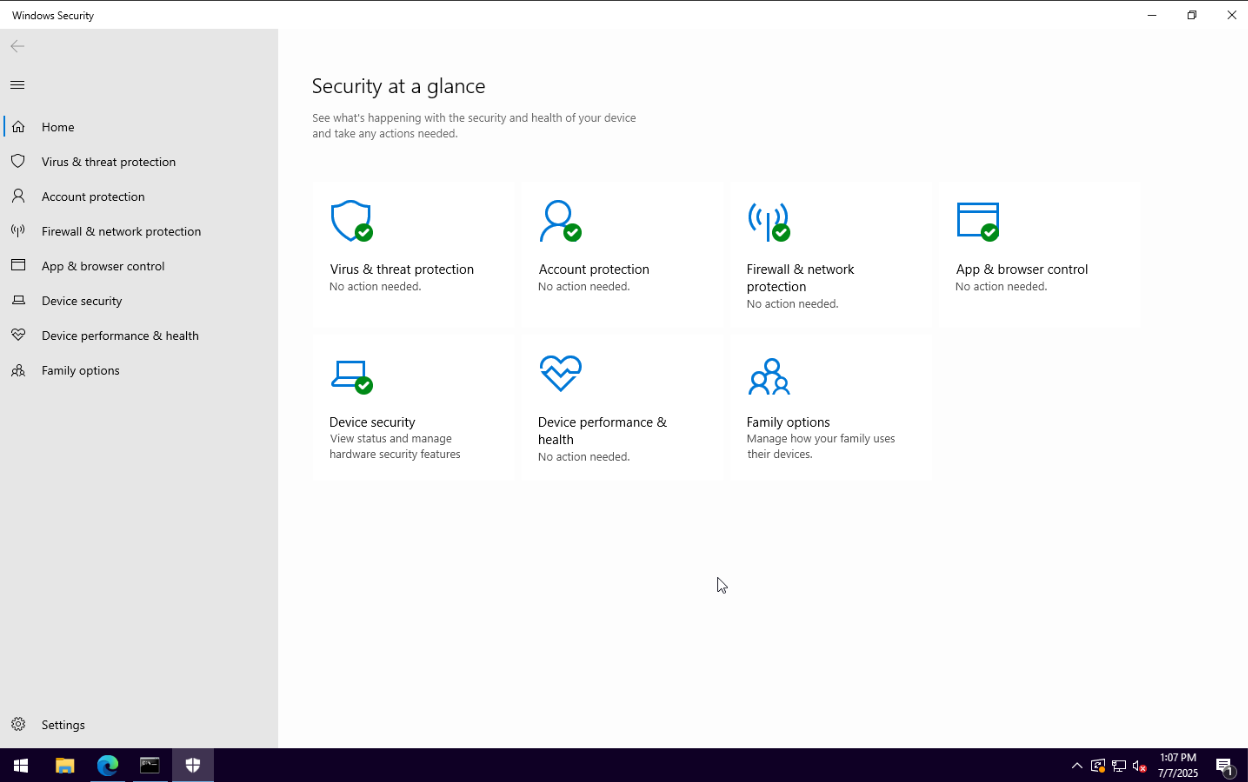 Windows Security
Home
Virus & threat protection
Account protection
Firewall & network protection
App & browser control
Device security
Device performance & health
Family options
Settings
Security at a glance
See what's happening with the security and health of your device
and take any actions needed.
Virus & threat protection
No action needed.
Account protection
No action needed.
Firewall & network
protection
No action needed.
App & browser control
No action needed.
Device security
View status and manage
hardware security features
Device performance &
health
No action needed.
Family options
Manage how your family uses
their devices.
1:07 PM
7/7/2025
1